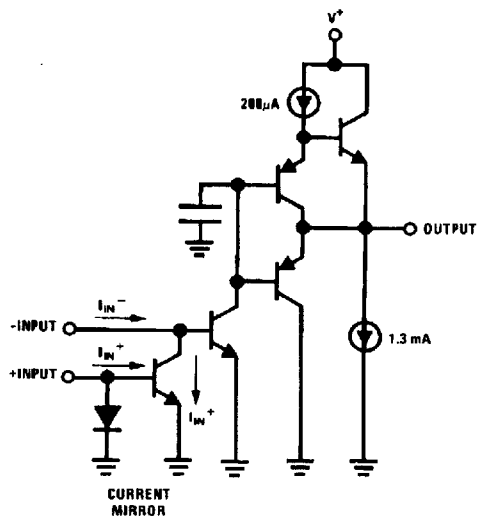 V+
200μA
OUTPUT
IIN-
-INPUT
1.3 mA
IIN+
+INPUT
IIN+
CURRENT
MIRROR